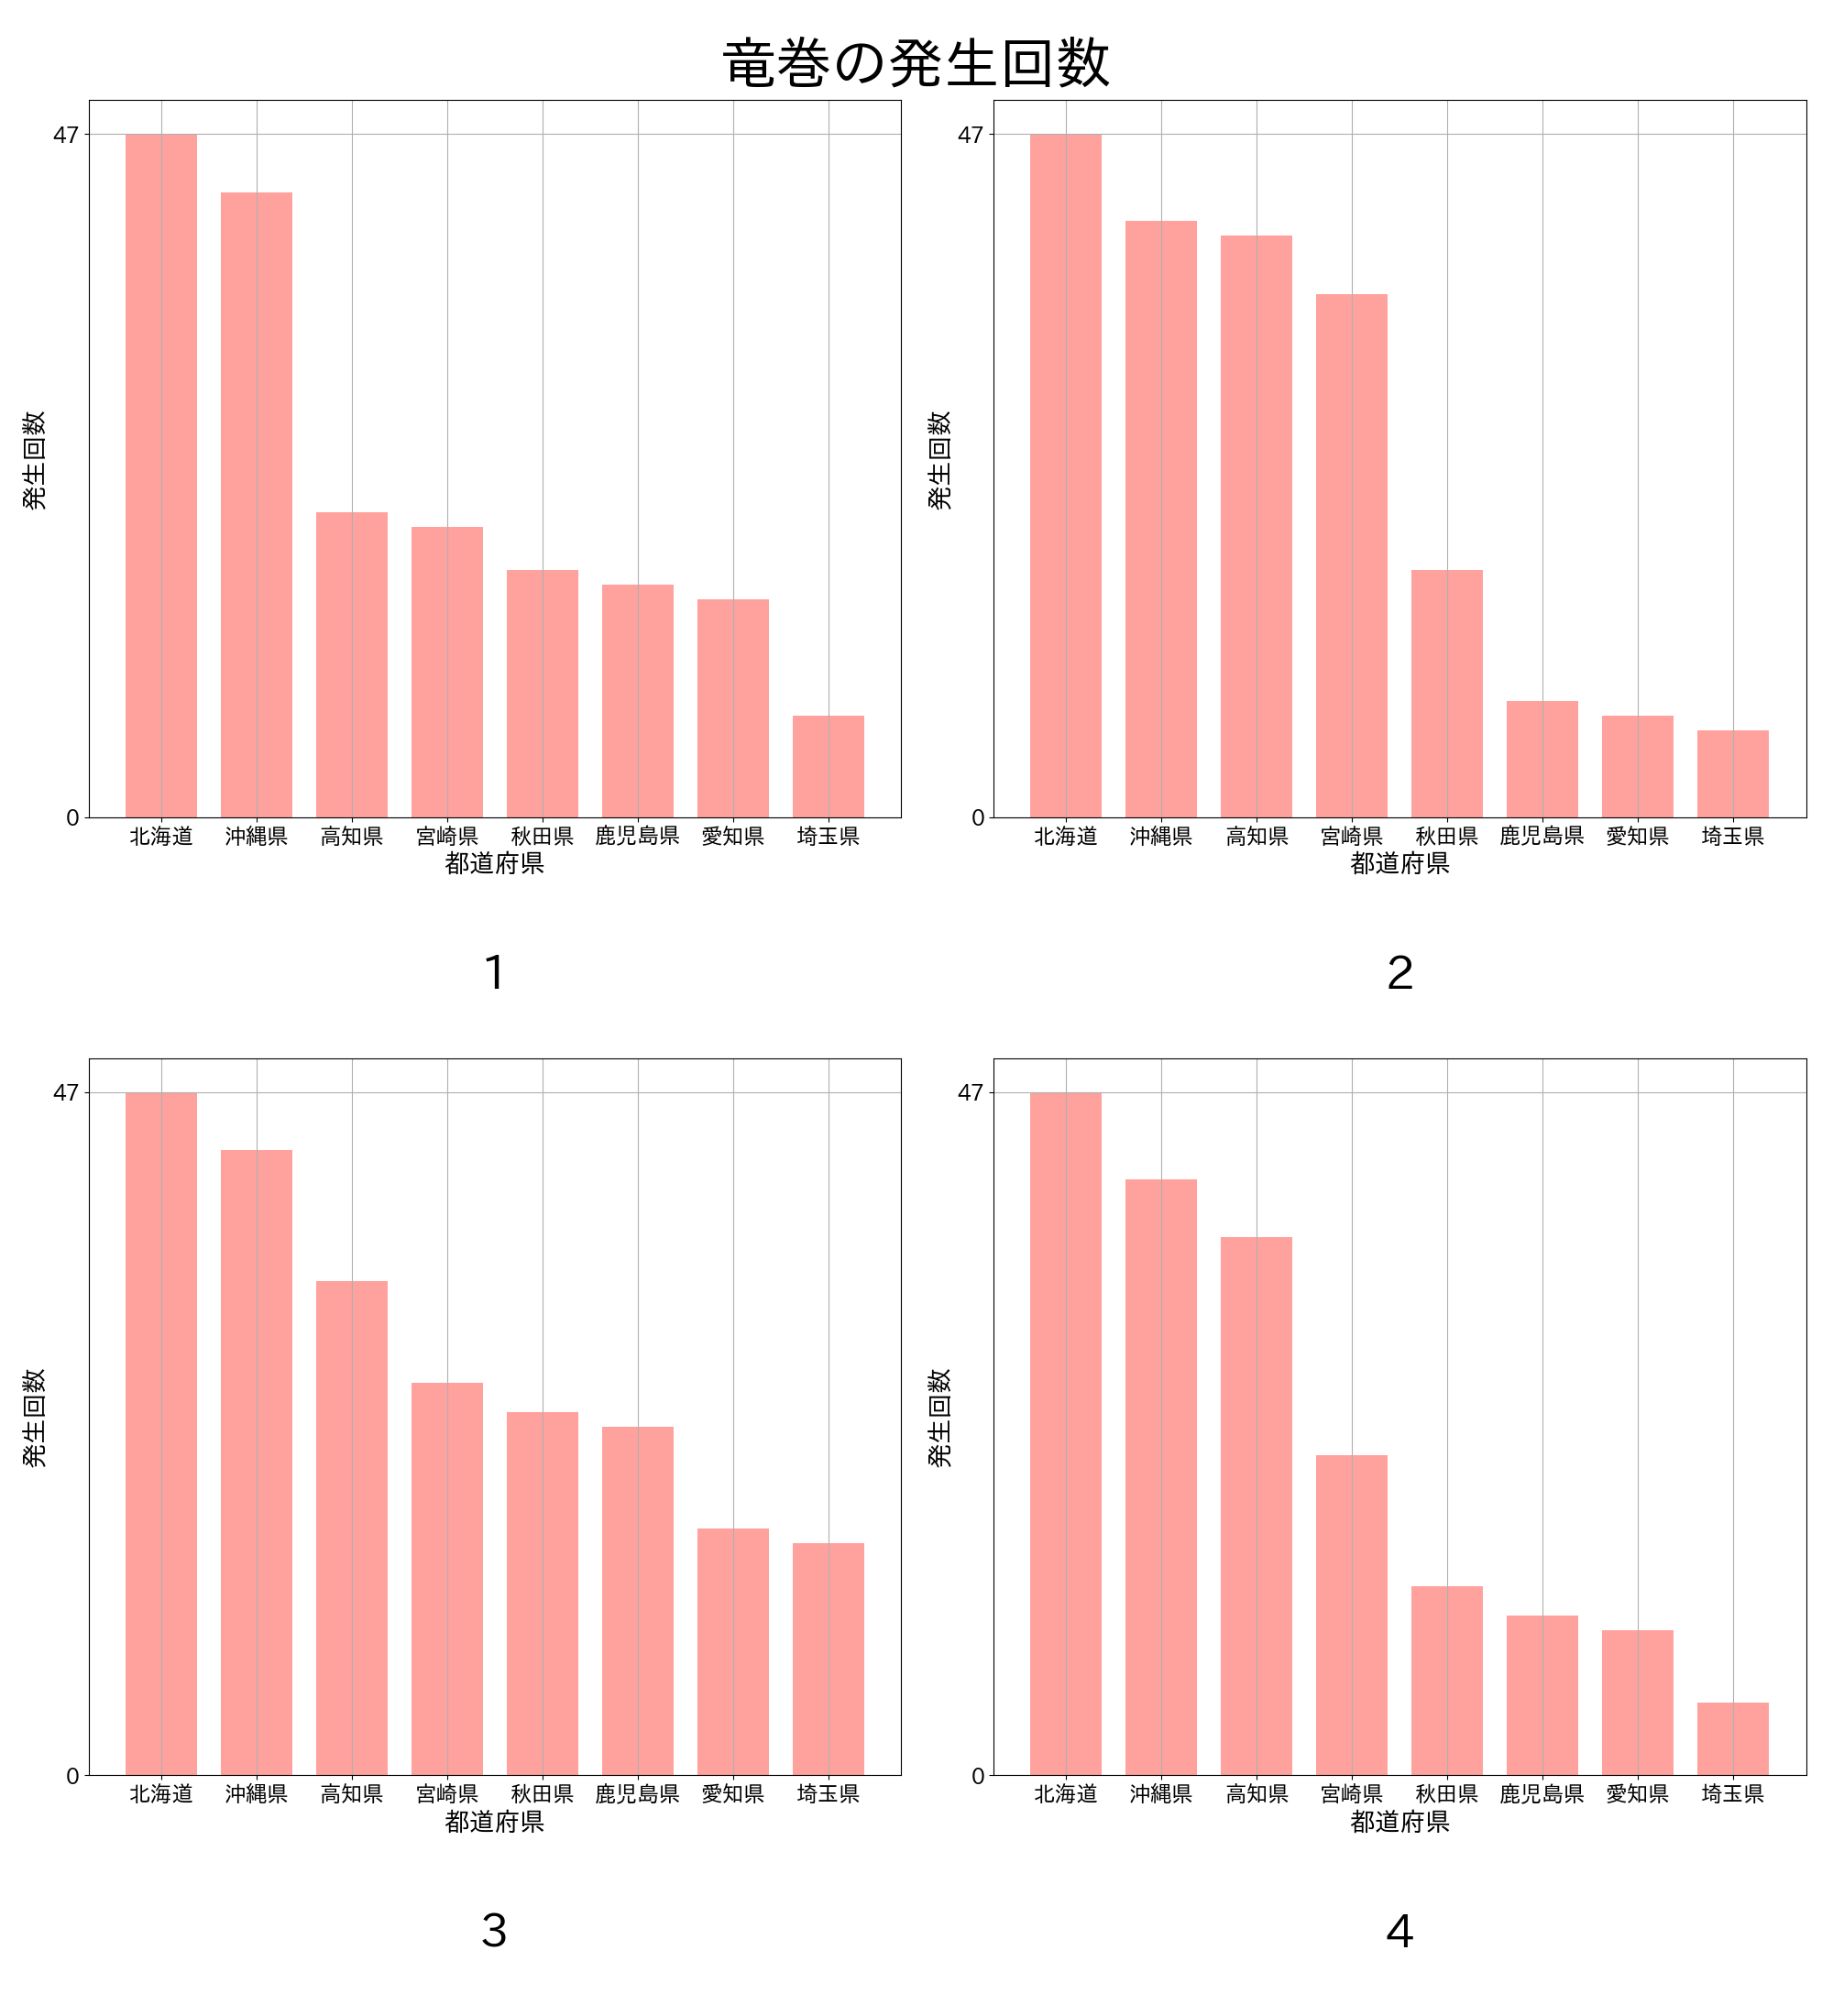 竜巻の発生回数
47
0
発生回数
北海道 沖縄県 高知県 宮崎県 秋田県 鹿児島県 愛知県 埼玉県
都道府県
1
47
0
発生回数
北海道 沖縄県 高知県 宮崎県 秋田県 鹿児島県 愛知県 埼玉県
都道府県
2
47
0
発生回数
北海道 沖縄県 高知県 宮崎県 秋田県 鹿児島県 愛知県 埼玉県
都道府県
3
47
0
発生回数
北海道 沖縄県 高知県 宮崎県 秋田県 鹿児島県 愛知県 埼玉県
都道府県
4